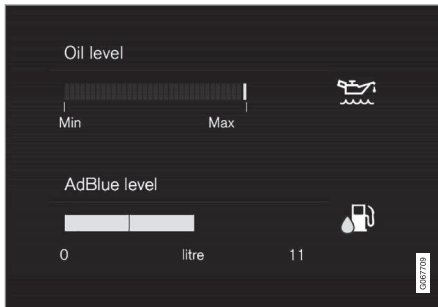 Oil level
Min Max
AdBlue level
0 litre 11
G067709